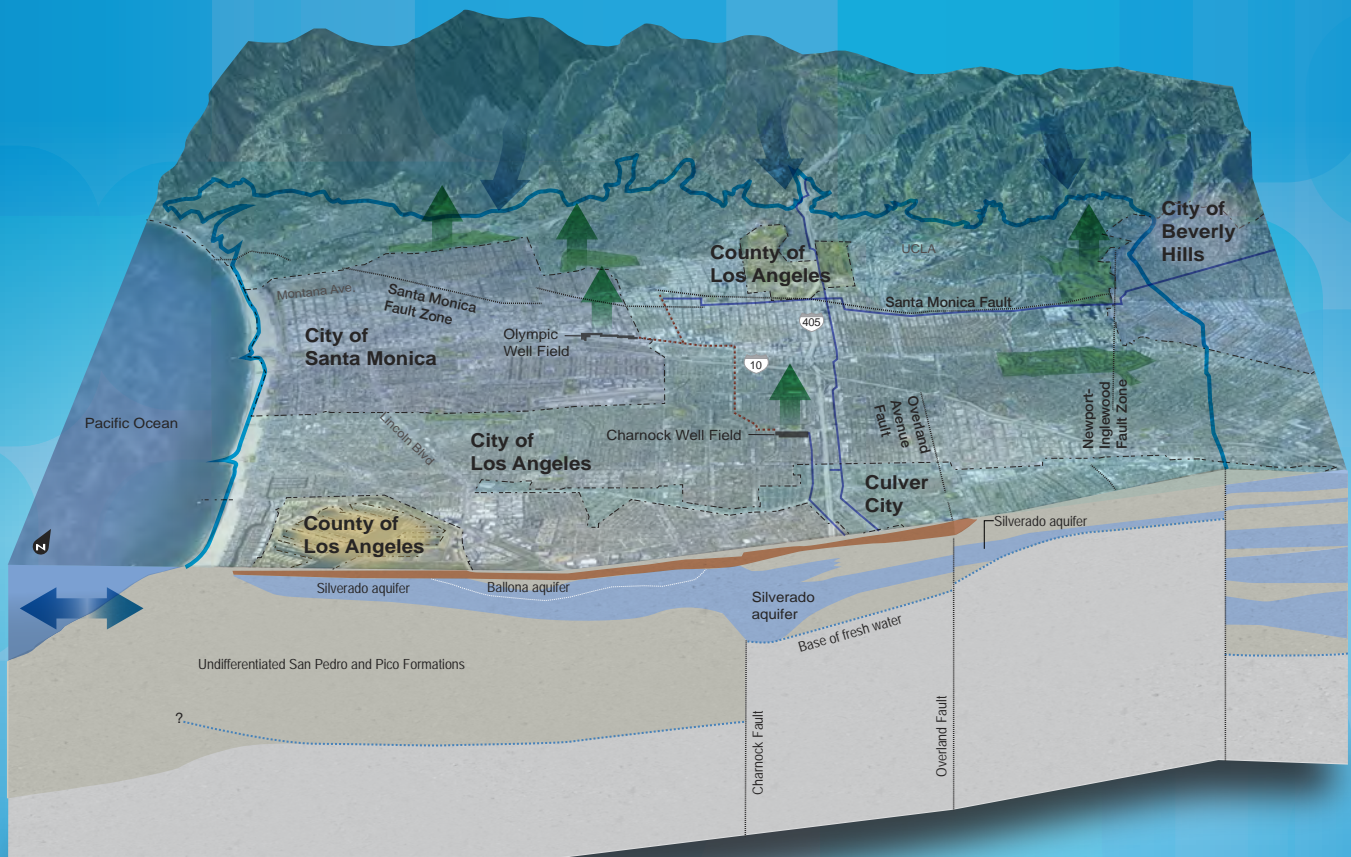 City of
Beverly
Hills
County of
Los Angeles
UCLA
Montana Ave.
Santa Monica
Fault Zone
Santa Monica Fault
City of
Santa Monica
Olympic
Well Field
405
10
Pacific Ocean
Lincoln Blvd
City of
Los Angeles
Charnock Well Field
Overland
Avenue
Fault
Newport-
Inglewood
Fault Zone
Culver
City
County of
Los Angeles
N
Silverado aquifer
Silverado aquifer
Ballona aquifer
Silverado
aquifer
Base of fresh water
Undifferentiated San Pedro and Pico Formations
?
Charnock Fault
Overland Fault